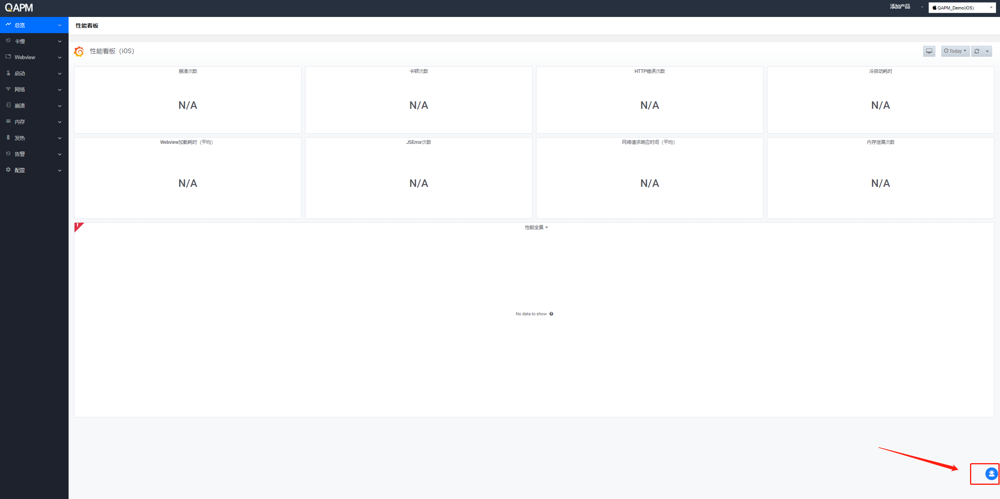 QAPM
添加产品 - QAPM_Demo(iOS)
总览
卡慢
Webview
启动
网络
崩溃
内存
发热
告警
配置
性能看板
性能看板（iOS）
Today
崩溃次数
N/A
卡顿次数
N/A
HTTP错误次数
N/A
冷启动耗时
N/A
Webview加载耗时（平均）
N/A
JSError次数
N/A
网络请求响应时间（平均）
N/A
内存泄漏次数
N/A
!
性能全景
No data to show ?